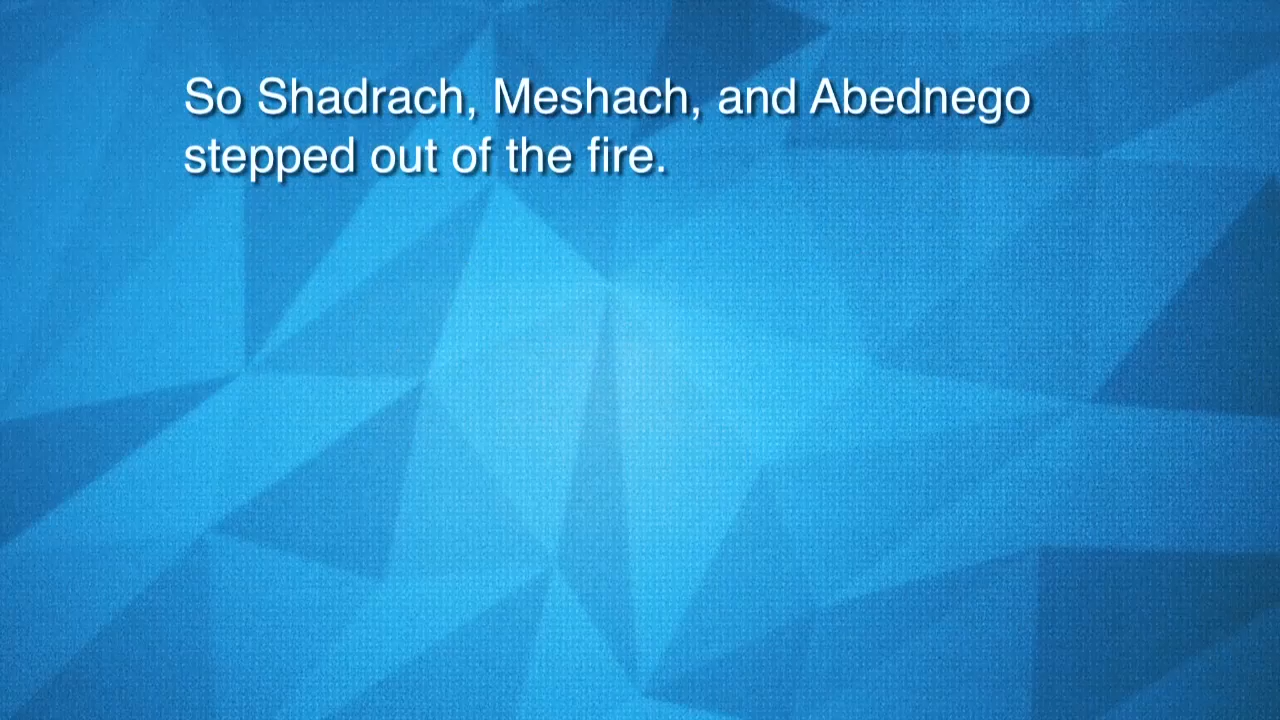 So Shadrach, Meshach, and Abednego
stepped out of the fire.